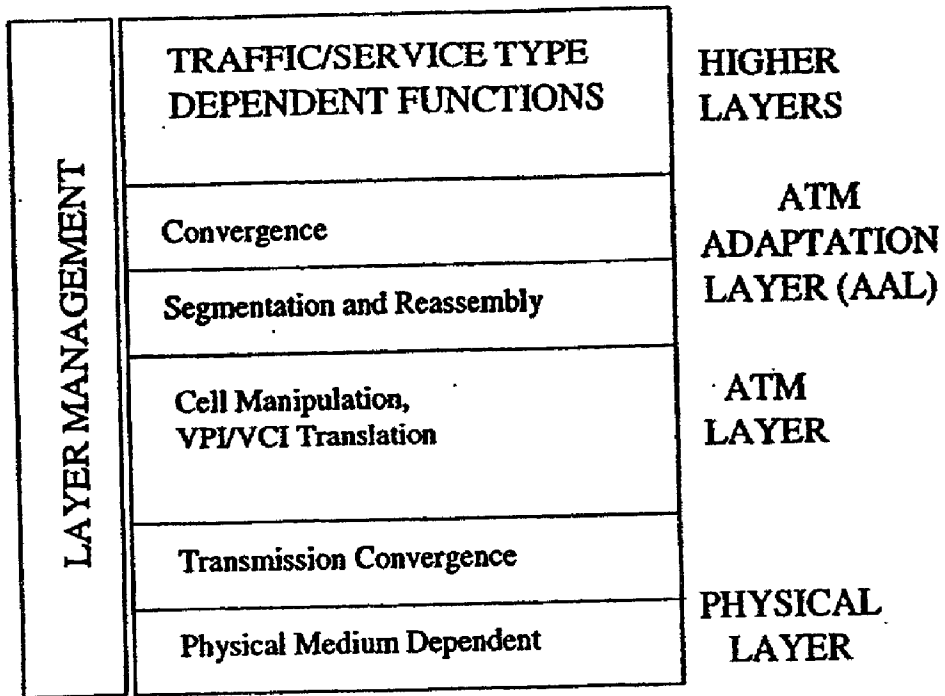 LAYER MANAGEMENT
TRAFFIC/SERVICE TYPE
DEPENDENT FUNCTIONS
HIGHER
LAYERS
Convergence
Segmentation and Reassembly
ATM
ADAPTATION
LAYER (AAL)
Cell Manipulation,
VPI/VCI Translation
ATM
LAYER
Transmission Convergence
Physical Medium Dependent
PHYSICAL
LAYER